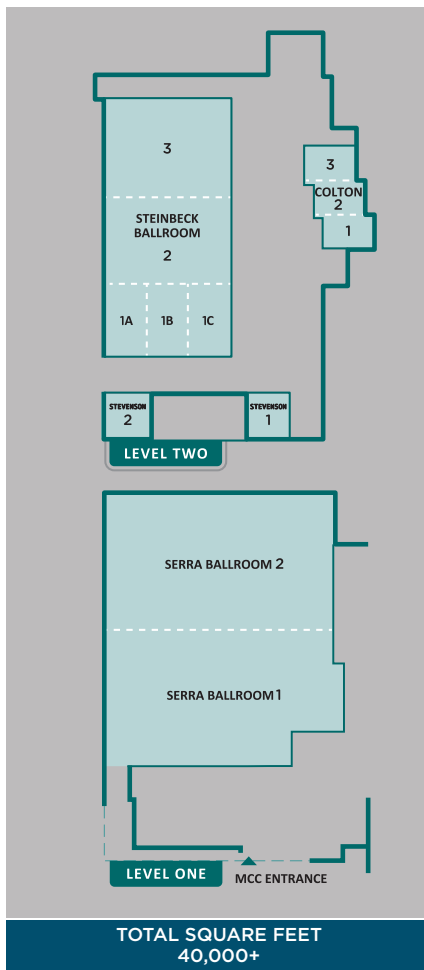 3
STEINBECK
BALLROOM
2
1A
1B
1C
3
COLTON
2
1
STEVENSON
2
STEVENSON
1
LEVEL TWO
SERRA BALLROOM 2
SERRA BALLROOM 1
LEVEL ONE
MCC ENTRANCE
TOTAL SQUARE FEET
40,000+